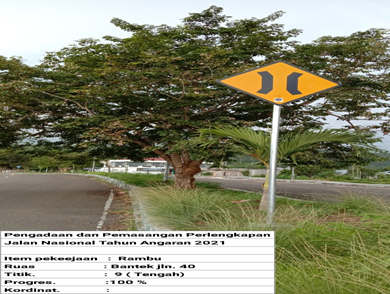 Pengadaan dan Pemasangan Perlengkapan
Jalan Nasional Tahun Angaran 2021
Item pekeejaan : Rambu
Ruas : Bantek jln. 40
Titik. : 9 ( Tengah)
Progres. :100 %
Kordinat. :